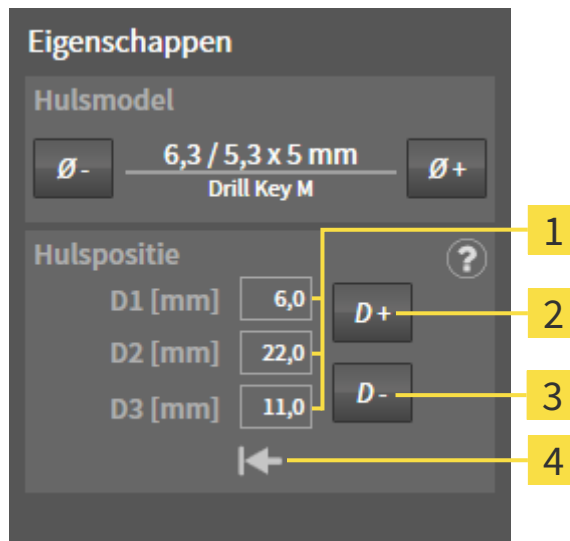 Eigenschappen
Hulsmodel
Ø - 6,3 / 5,3 x 5 mm Ø +
Drill Key M
1
Hulspositie ?
D1 [mm] 6,0 D + 2
D2 [mm] 22,0
D3 [mm] 11,0 D - 3
4